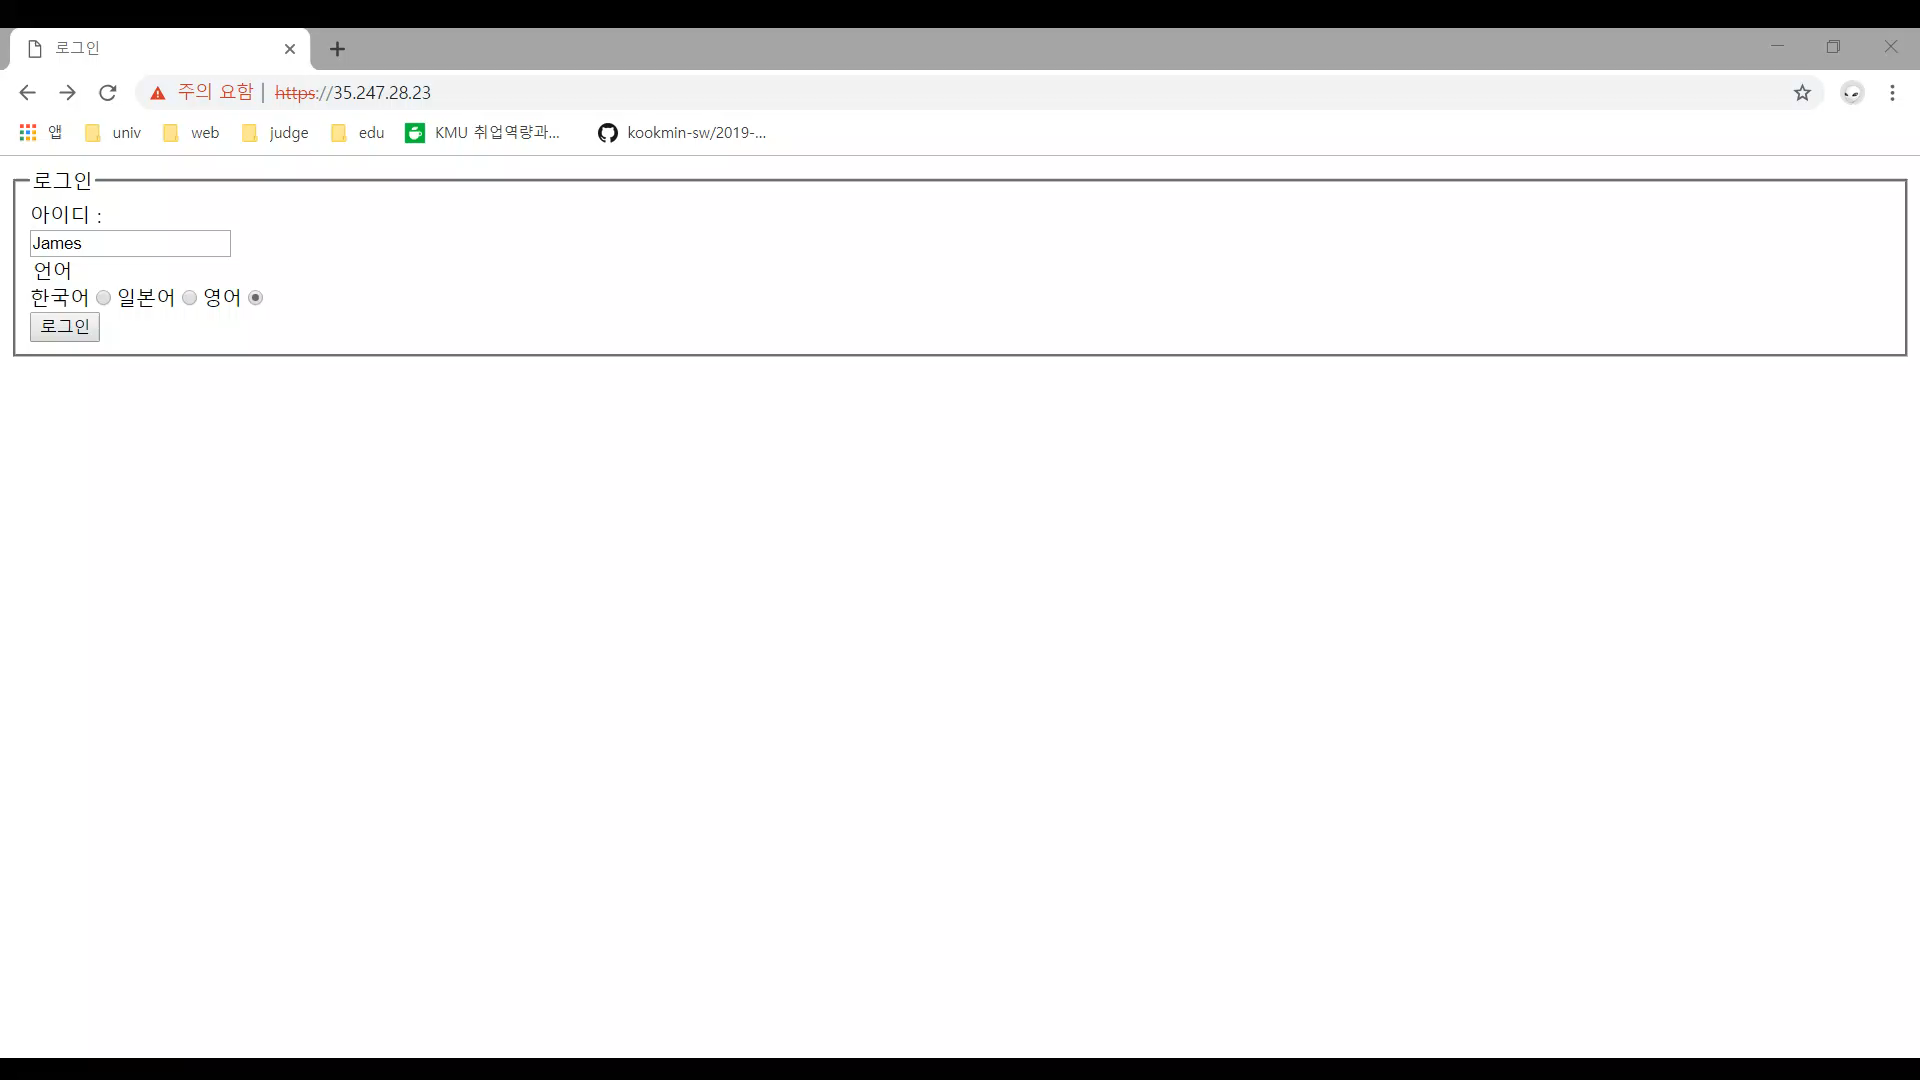 로그인
주의 요함 | https://35.247.28.23
앱 univ web judge edu KMU 취업역량과... kookmin-sw/2019-...
로그인
아이디 :
James
언어
한국어 일본어 영어
로그인